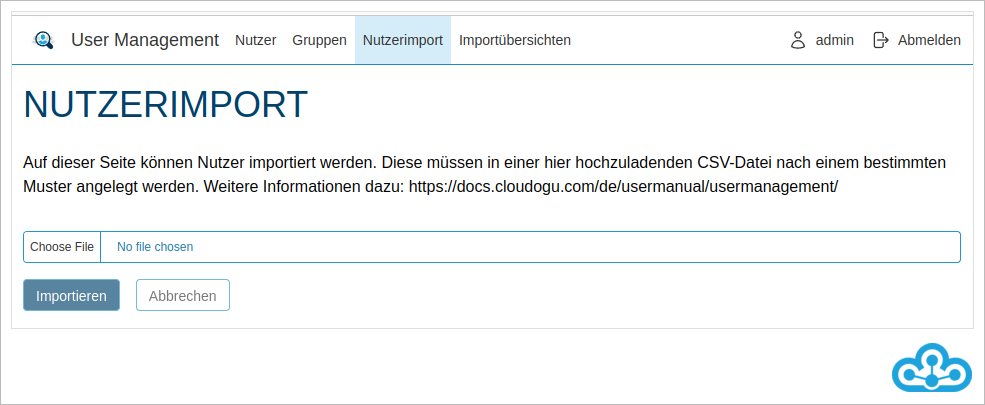 User Management Nutzer Gruppen Nutzerimport Importübersichten admin Abmelden
NUTZERIMPORT
Auf dieser Seite können Nutzer importiert werden. Diese müssen in einer hier hochzuladenden CSV-Datei nach einem bestimmten
Muster angelegt werden. Weitere Informationen dazu: https://docs.cloudogu.com/de/usermanual/usermanagement/
Choose File No file chosen
Importieren Abbrechen